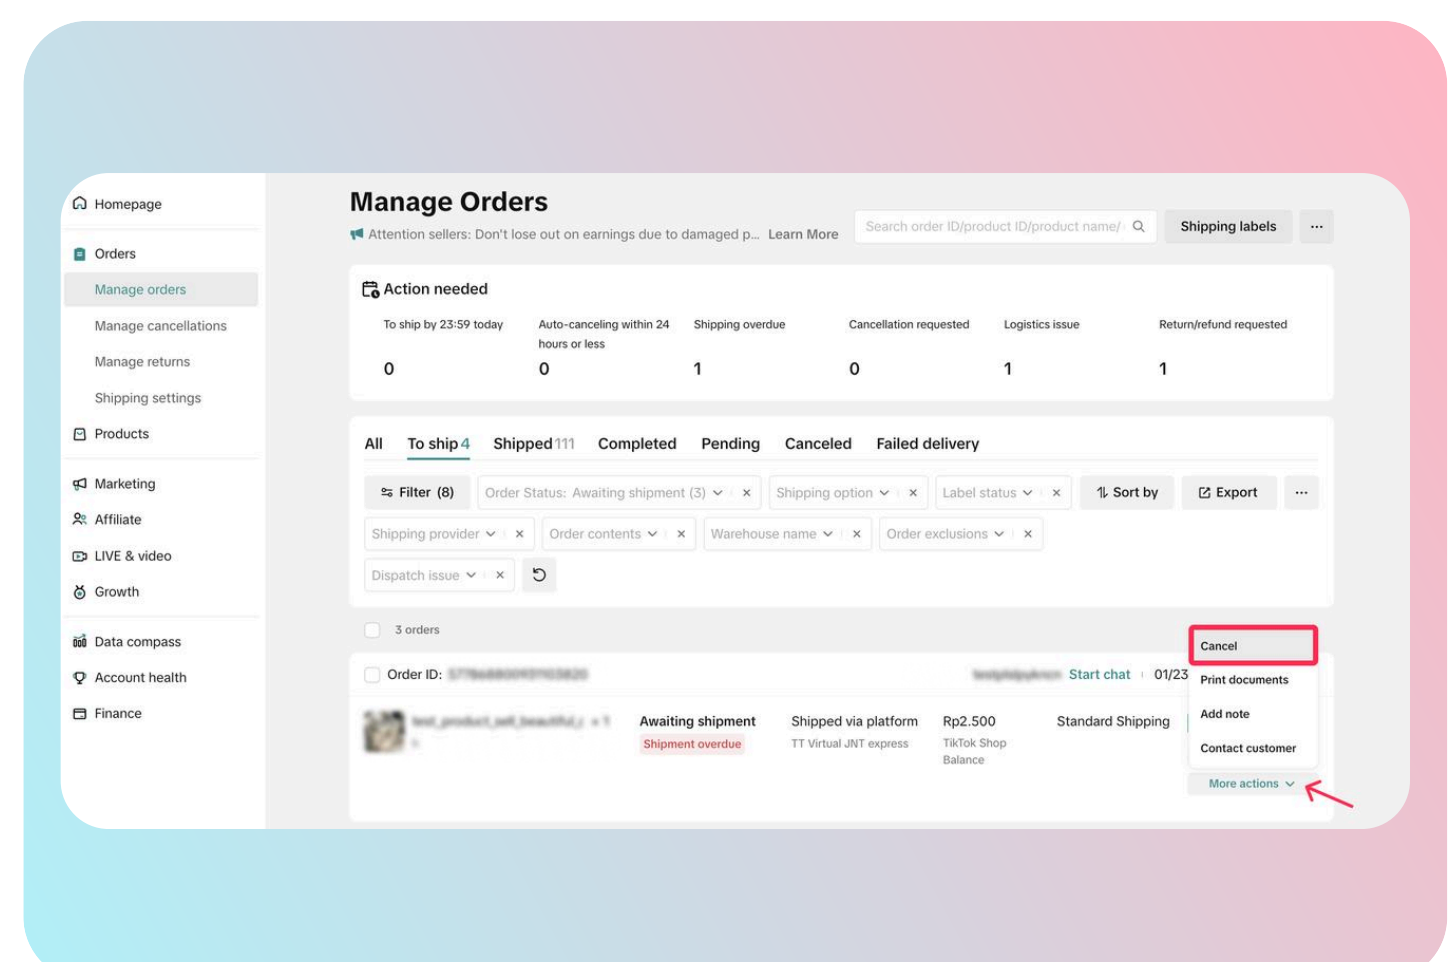 Homepage
Orders
Manage orders
Manage cancellations
Manage returns
Shipping settings
Products
Marketing
Affiliate
LIVE & video
Growth
Data compass
Account health
Finance
Manage Orders
Attention sellers: Don't lose out on earnings due to damaged p... Learn More
Search order ID/product ID/product name/
Shipping labels
Action needed
To ship by 23:59 today
0
Auto-canceling within 24
hours or less
0
Shipping overdue
1
Cancellation requested
0
Logistics issue
1
Return/refund requested
1
All To ship 4 Shipped 111 Completed Pending Canceled Failed delivery
Filter (8) Order Status: Awaiting shipment (3) Shipping option Label status Sort by Export
Shipping provider Order contents Warehouse name Order exclusions
Dispatch issue
3 orders
Order ID:
Start chat 01/23
Awaiting shipment
Shipment overdue
Shipped via platform
TT Virtual JNT express
Rp2.500
TikTok Shop
Balance
Standard Shipping
Cancel
Print documents
Add note
Contact customer
More actions